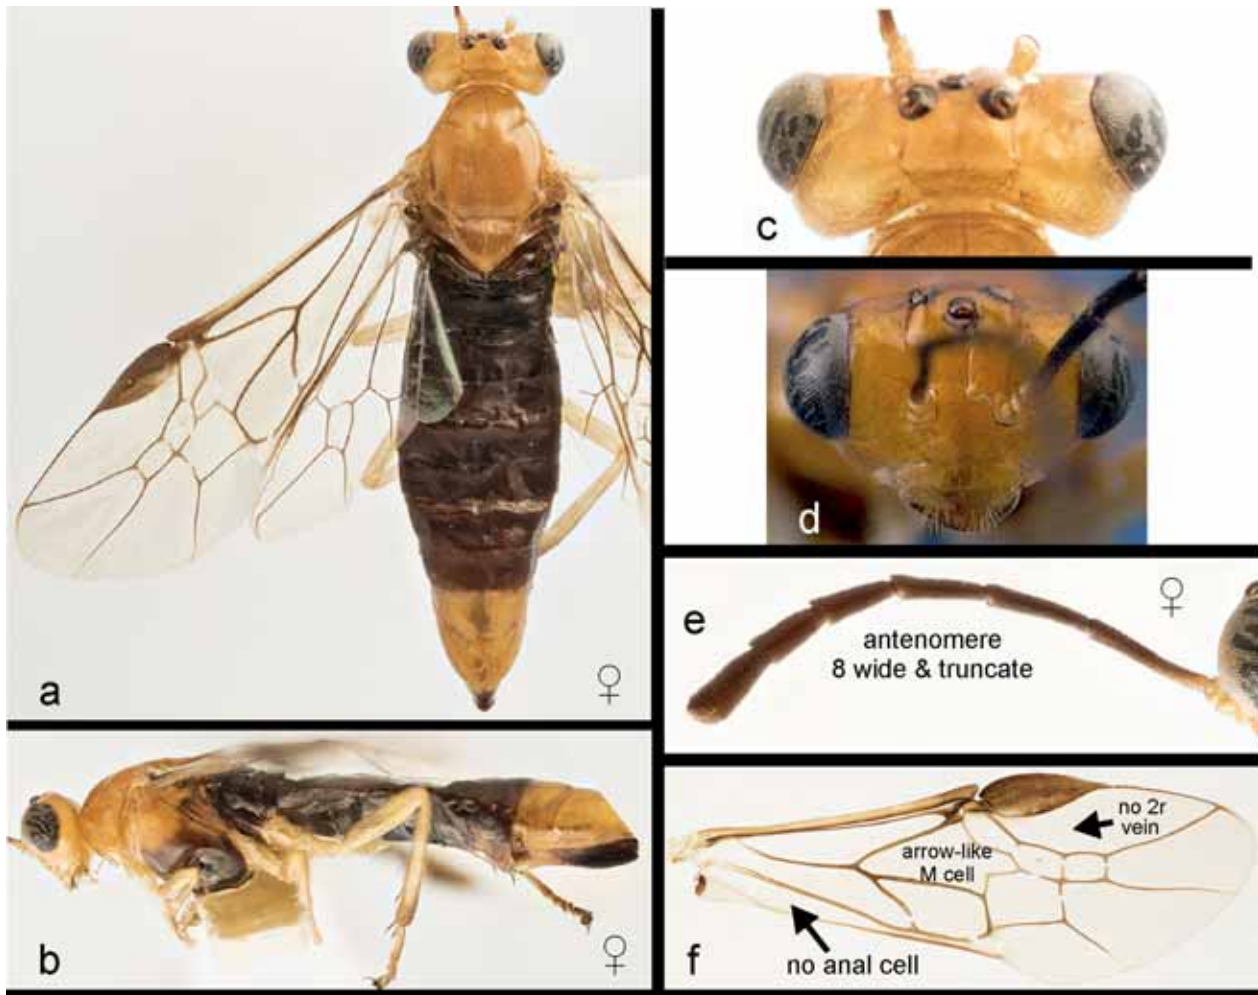 a
♀
b
♀
c
d
e
♀
antenomere
8 wide & truncate
no 2r
vein
arrow-like
M cell
no anal cell
f